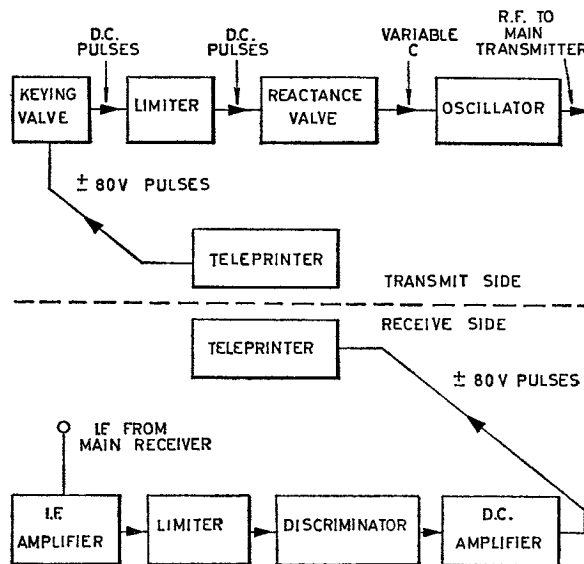 D.C.
PULSES
D.C.
PULSES
VARIABLE
C
R.F. TO
MAIN
TRANSMITTER
KEYING
VALVE
LIMITER
REACTANCE
VALVE
OSCILLATOR
± 80V PULSES
TELEPRINTER
TRANSMIT SIDE
RECEIVE SIDE
TELEPRINTER
± 80V PULSES
I.F FROM
MAIN RECEIVER
I.F.
AMPLIFIER
LIMITER
DISCRIMINATOR
D.C.
AMPLIFIER